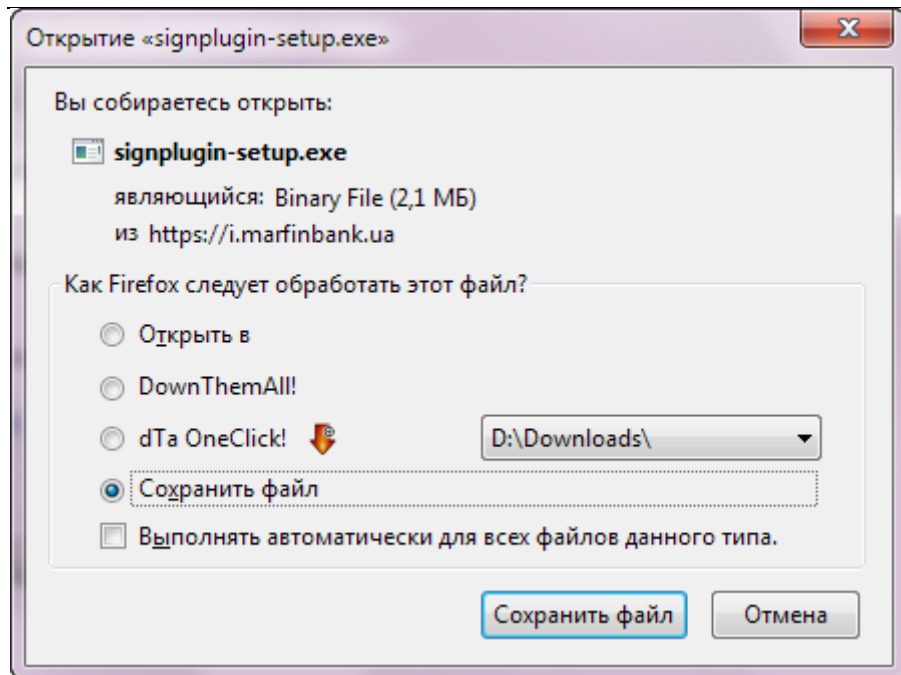 Открытие «signplugin-setup.exe»
Вы собираетесь открыть:
signplugin-setup.exe
являющийся: Binary File (2,1 МБ)
из https://i.marfinbank.ua
Как Firefox следует обработать этот файл?
Открыть в
DownThemAll!
dTa OneClick! D:\Downloads\
Сохранить файл
Выполнять автоматически для всех файлов данного типа.
Сохранить файл Отмена